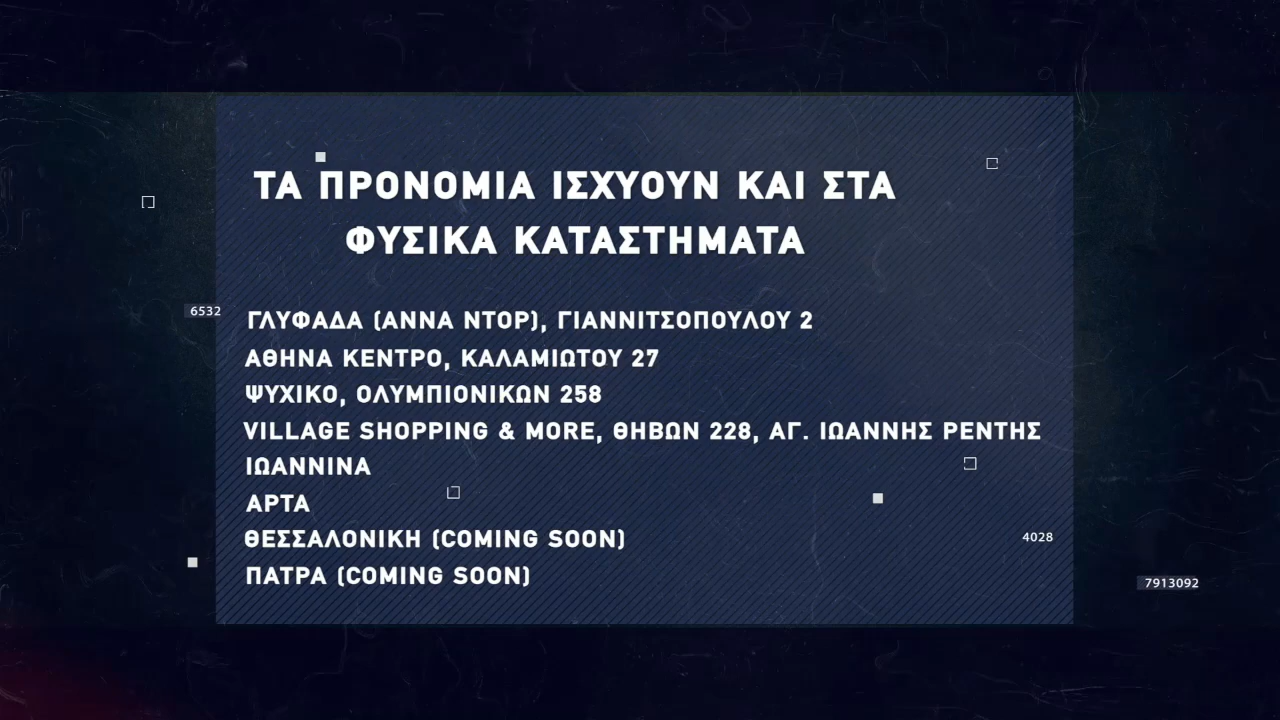 ΤΑ ΠΡΟΝΟΜΙΑ ΙΣΧΥΟΥΝ ΚΑΙ ΣΤΑ
ΦΥΣΙΚΑ ΚΑΤΑΣΤΗΜΑΤΑ
6532
ΓΛΥΦΑΔΑ (ΑΝΝΑ ΝΤΟΡ), ΓΙΑΝΝΙΤΣΟΠΟΥΛΟΥ 2
ΑΘΗΝΑ ΚΕΝΤΡΟ, ΚΑΛΑΜΙΩΤΟΥ 27
ΨΥΧΙΚΟ, ΟΛΥΜΠΙΟΝΙΚΩΝ 258
VILLAGE SHOPPING & MORE, ΘΗΒΩΝ 228, ΑΓ. ΙΩΑΝΝΗΣ ΡΕΝΤΗΣ
ΙΩΑΝΝΙΝΑ
ΑΡΤΑ
ΘΕΣΣΑΛΟΝΙΚΗ (COMING SOON)
4028
ΠΑΤΡΑ (COMING SOON)
7913092